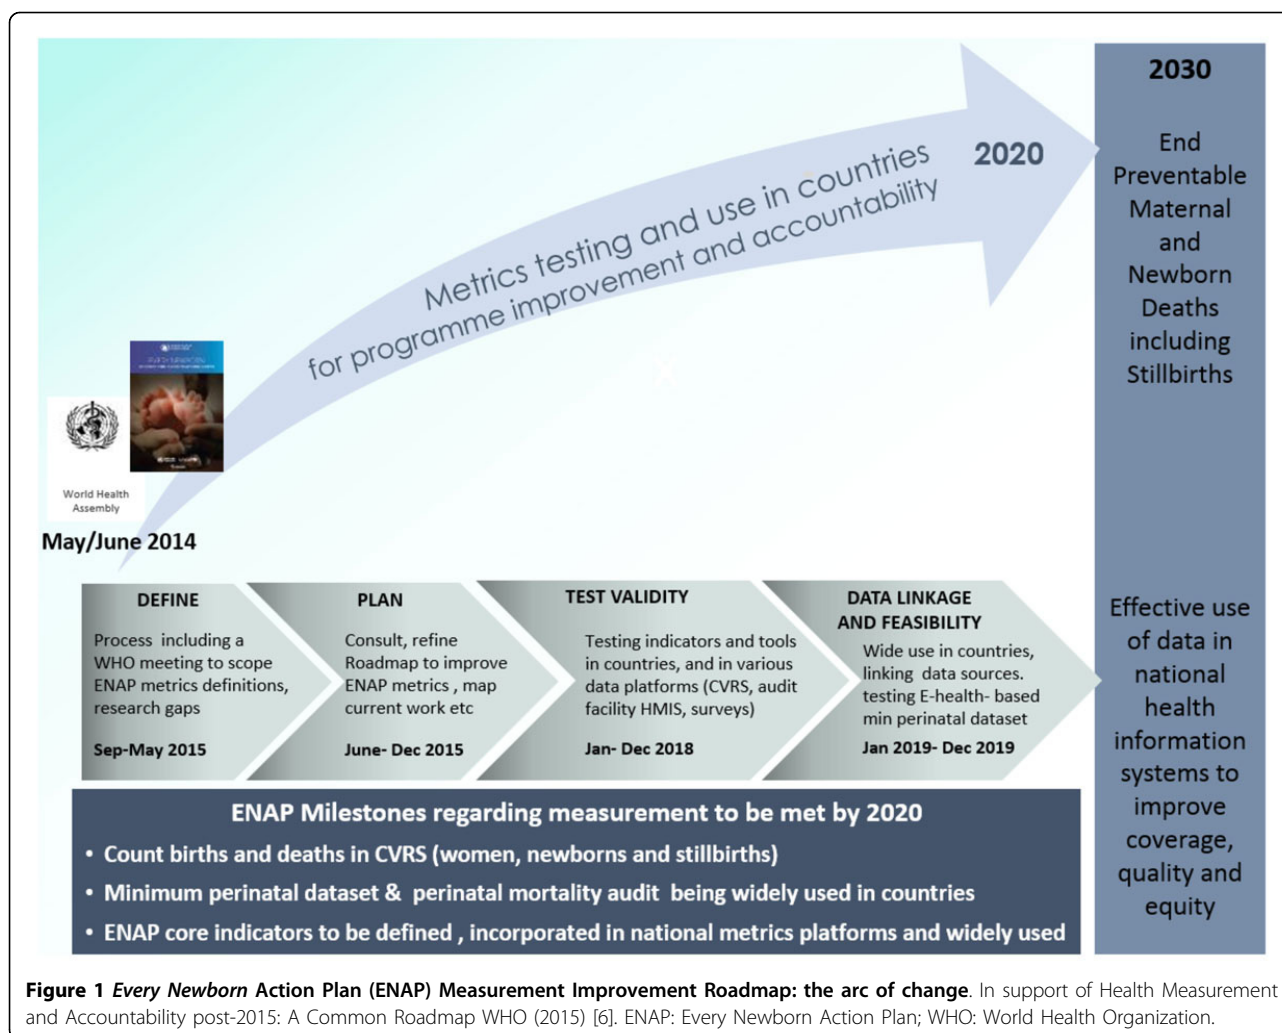 2030
End
Preventable
Maternal
and
Newborn
Deaths
including
Stillbirths
2020
Metrics testing and use in countries
for programme improvement and accountability
World Health
Assembly
May/June 2014
DEFINE
Process including a
WHO meeting to scope
ENAP metrics definitions,
research gaps
Sep-May 2015
PLAN
Consult, refine
Roadmap to improve
ENAP metrics , map
current work etc
June- Dec 2015
TEST VALIDITY
Testing indicators and tools
in countries, and in various
data platforms (CVRS, audit
facility HMIS, surveys)
Jan- Dec 2018
DATA LINKAGE
AND FEASIBILITY
Wide use in countries,
linking data sources.
testing E-health- based
min perinatal dataset
Jan 2019- Dec 2019
Effective use
of data in
national
health
information
systems to
improve
coverage,
quality and
equity
ENAP Milestones regarding measurement to be met by 2020
• Count births and deaths in CVRS (women, newborns and stillbirths)
• Minimum perinatal dataset & perinatal mortality audit being widely used in countries
• ENAP core indicators to be defined , incorporated in national metrics platforms and widely used
Figure 1 Every Newborn Action Plan (ENAP) Measurement Improvement Roadmap: the arc of change. In support of Health Measurement
and Accountability post-2015: A Common Roadmap WHO (2015) [6]. ENAP: Every Newborn Action Plan; WHO: World Health Organization.